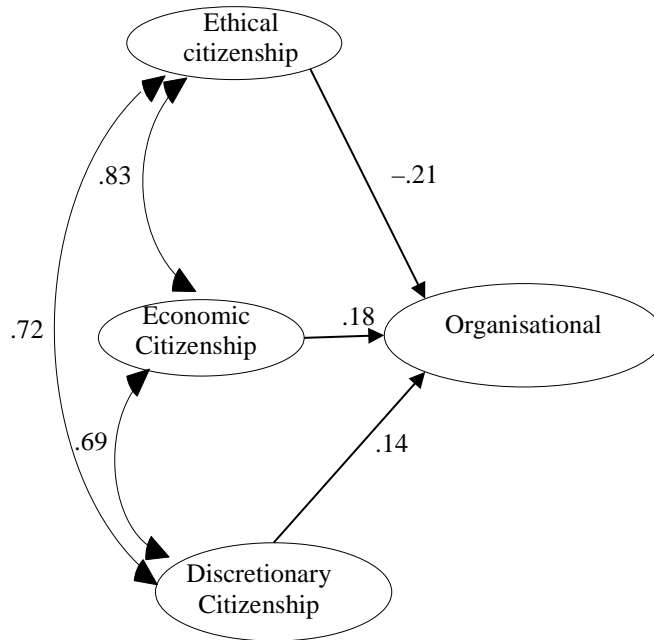 Ethical
citizenship
.83
–.21
Economic
Citizenship
.18
Organisational
.72
.69
.14
Discretionary
Citizenship